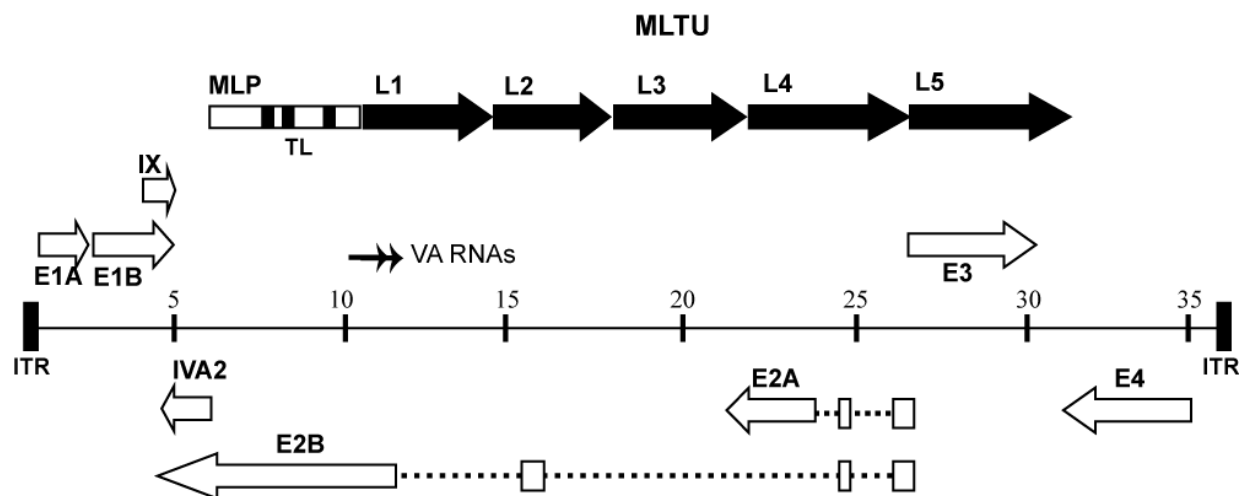 MLTU
MLP L1 L2 L3 L4 L5
TL
IX
E1A E1B VA RNAs E3
5 10 15 20 25 30 35
ITR ITR
IVA2 E2A E4
E2B